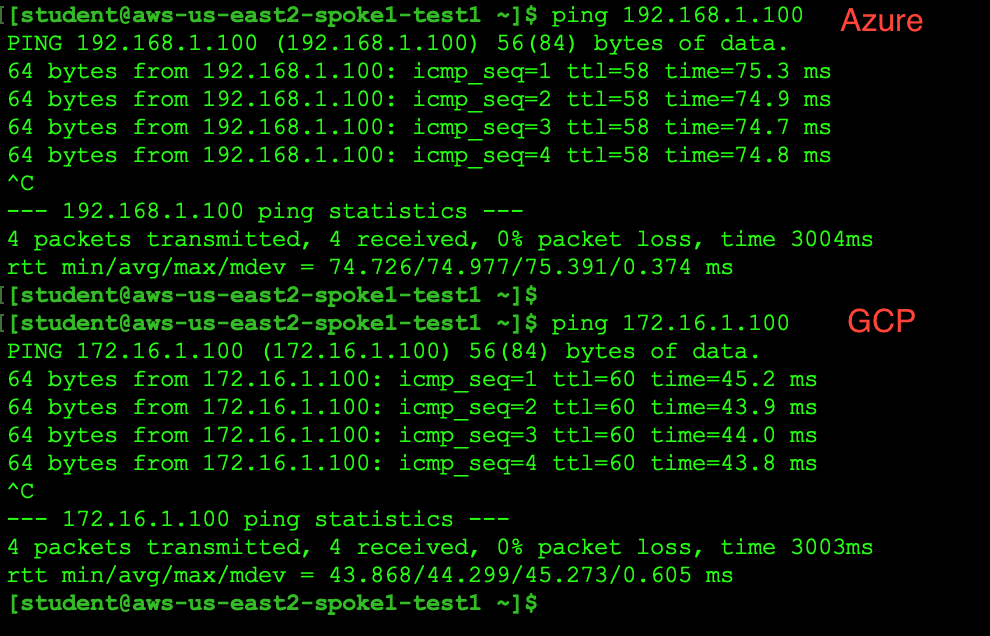 [[student@aws-us-east2-spoke1-test1 ~]$ ping 192.168.1.100
Azure
PING 192.168.1.100 (192.168.1.100) 56(84) bytes of data.
64 bytes from 192.168.1.100: icmp_seq=1 ttl=58 time=75.3 ms
64 bytes from 192.168.1.100: icmp_seq=2 ttl=58 time=74.9 ms
64 bytes from 192.168.1.100: icmp_seq=3 ttl=58 time=74.7 ms
64 bytes from 192.168.1.100: icmp_seq=4 ttl=58 time=74.8 ms
^C
--- 192.168.1.100 ping statistics ---
4 packets transmitted, 4 received, 0% packet loss, time 3004ms
rtt min/avg/max/mdev = 74.726/74.977/75.391/0.374 ms
[[student@aws-us-east2-spoke1-test1 ~]$
[[student@aws-us-east2-spoke1-test1 ~]$ ping 172.16.1.100
GCP
PING 172.16.1.100 (172.16.1.100) 56(84) bytes of data.
64 bytes from 172.16.1.100: icmp_seq=1 ttl=60 time=45.2 ms
64 bytes from 172.16.1.100: icmp_seq=2 ttl=60 time=43.9 ms
64 bytes from 172.16.1.100: icmp_seq=3 ttl=60 time=44.0 ms
64 bytes from 172.16.1.100: icmp_seq=4 ttl=60 time=43.8 ms
^C
--- 172.16.1.100 ping statistics ---
4 packets transmitted, 4 received, 0% packet loss, time 3003ms
rtt min/avg/max/mdev = 43.868/44.299/45.273/0.605 ms
[student@aws-us-east2-spoke1-test1 ~]$